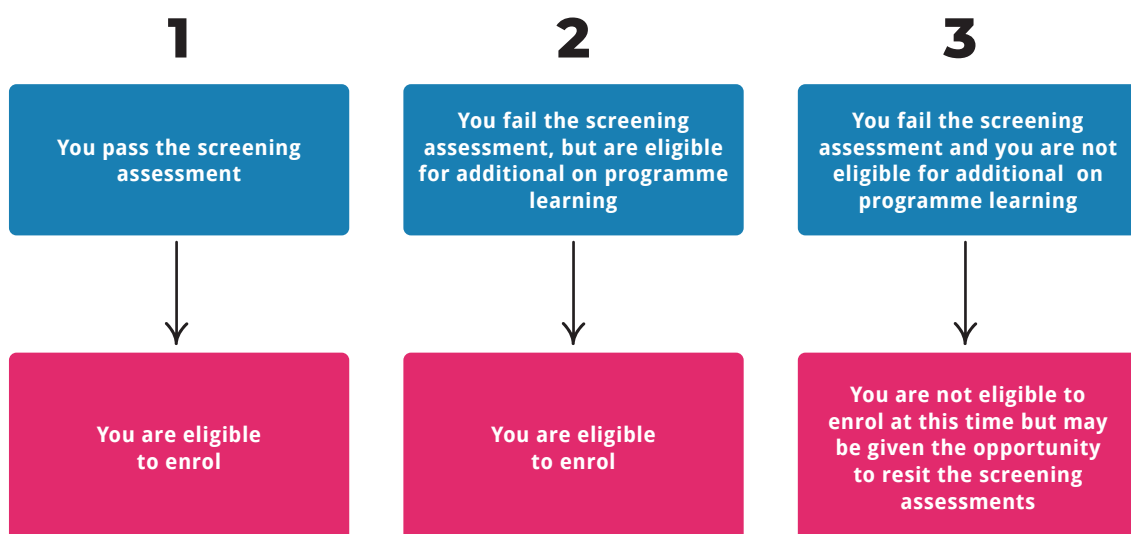 1
You pass the screening
assessment
You are eligible
to enrol
2
You fail the screening
assessment, but are eligible
for additional on programme
learning
You are eligible
to enrol
3
You fail the screening
assessment and you are not
eligible for additional on
programme learning
You are not eligible to
enrol at this time but may
be given the opportunity
to resit the screening
assessments